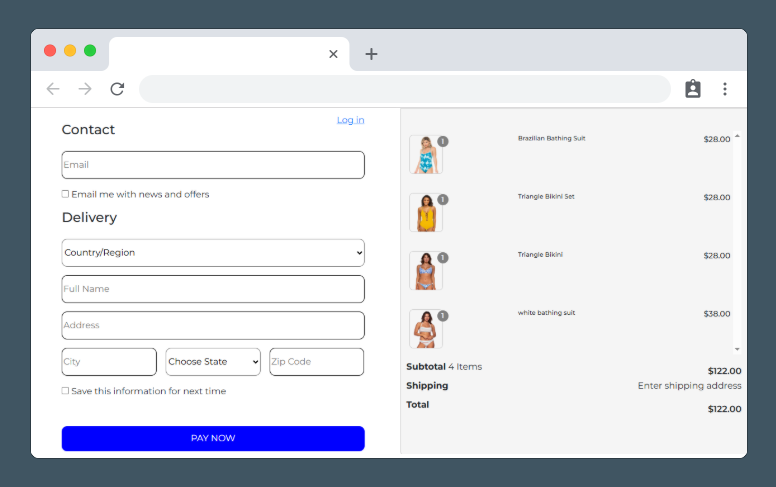 Log in
Contact
Email
Email me with news and offers
Delivery
Country/Region
Full Name
Address
City
Choose State
Zip Code
Save this information for next time
PAY NOW
1
Brazilian Bathing Suit
$28.00
1
Triangle Bikini Set
$28.00
1
Triangle Bikini
$28.00
1
white bathing suit
$38.00
Subtotal 4 Items
$122.00
Shipping
Enter shipping address
Total
$122.00